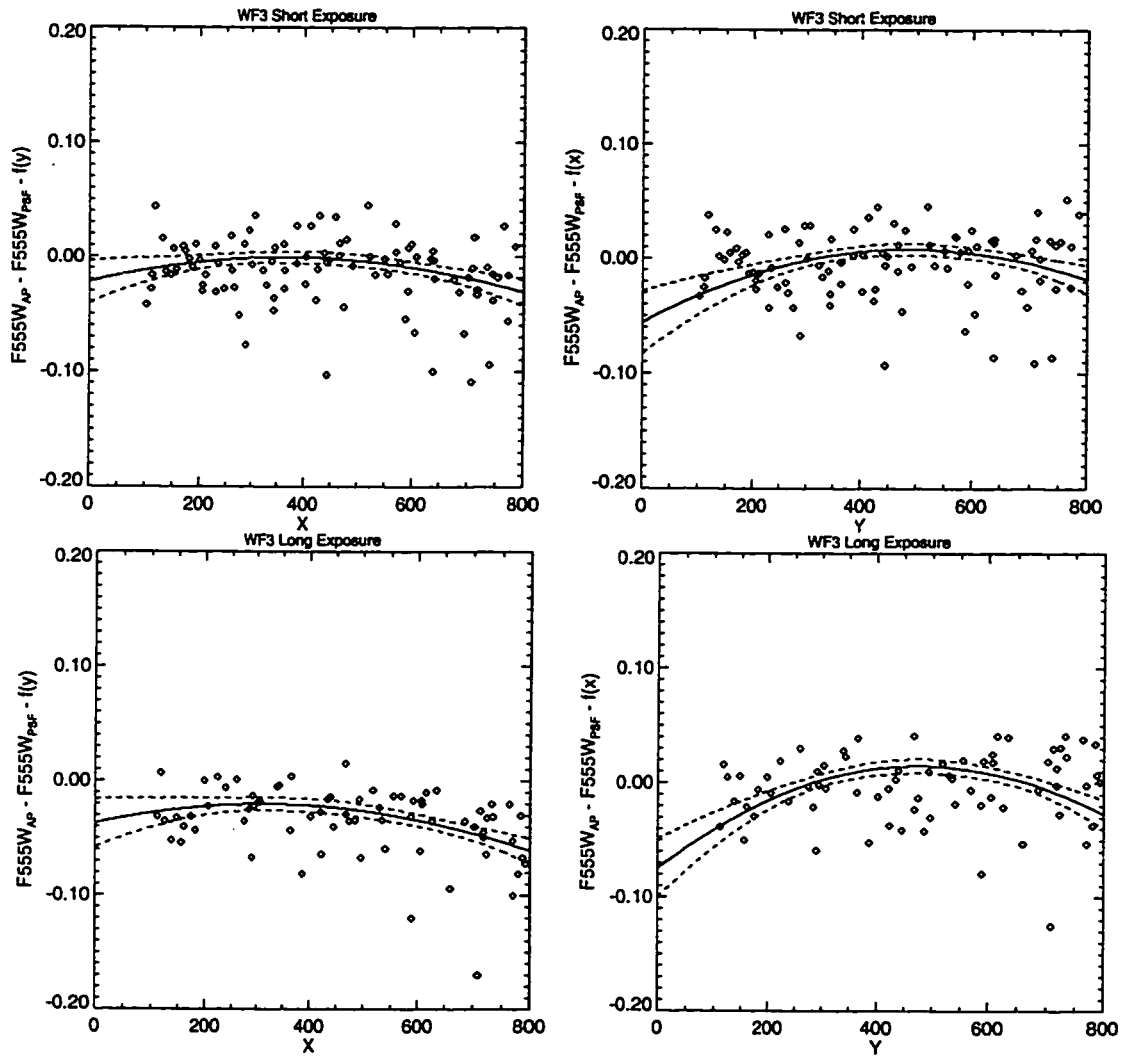 WF3 Short Exposure
F555W_AP - F555W_PSF - f(y)
0.20
0.10
0.00
-0.10
-0.20
0 200 400 600 800
X
WF3 Short Exposure
F555W_AP - F555W_PSF - f(x)
0.20
0.10
0.00
-0.10
-0.20
0 200 400 600 800
Y
WF3 Long Exposure
F555W_AP - F555W_PSF - f(y)
0.20
0.10
0.00
-0.10
-0.20
0 200 400 600 800
X
WF3 Long Exposure
F555W_AP - F555W_PSF - f(x)
0.20
0.10
0.00
-0.10
-0.20
0 200 400 600 800
Y